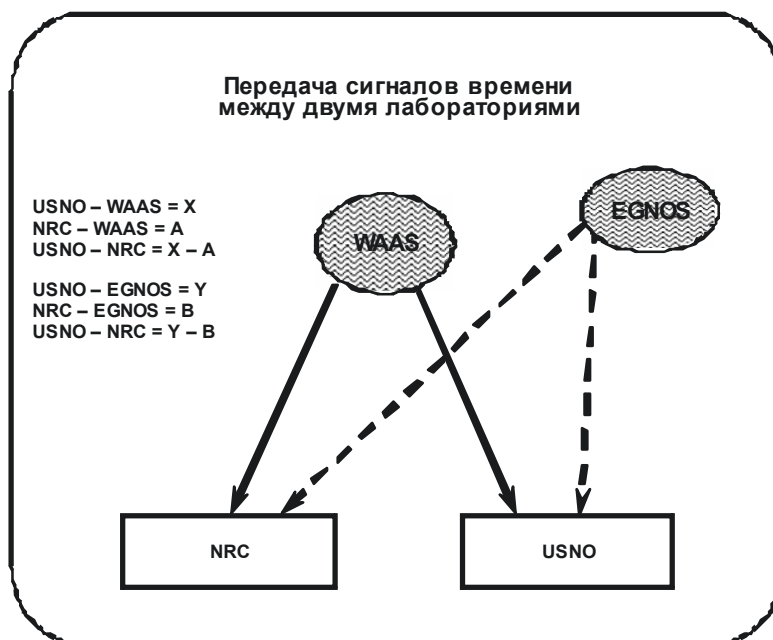 Передача сигналов времени
между двумя лабораториями
USNO – WAAS = X
NRC – WAAS = A
USNO – NRC = X – A
USNO – EGNOS = Y
NRC – EGNOS = B
USNO – NRC = Y – B
WAAS
EGNOS
NRC
USNO